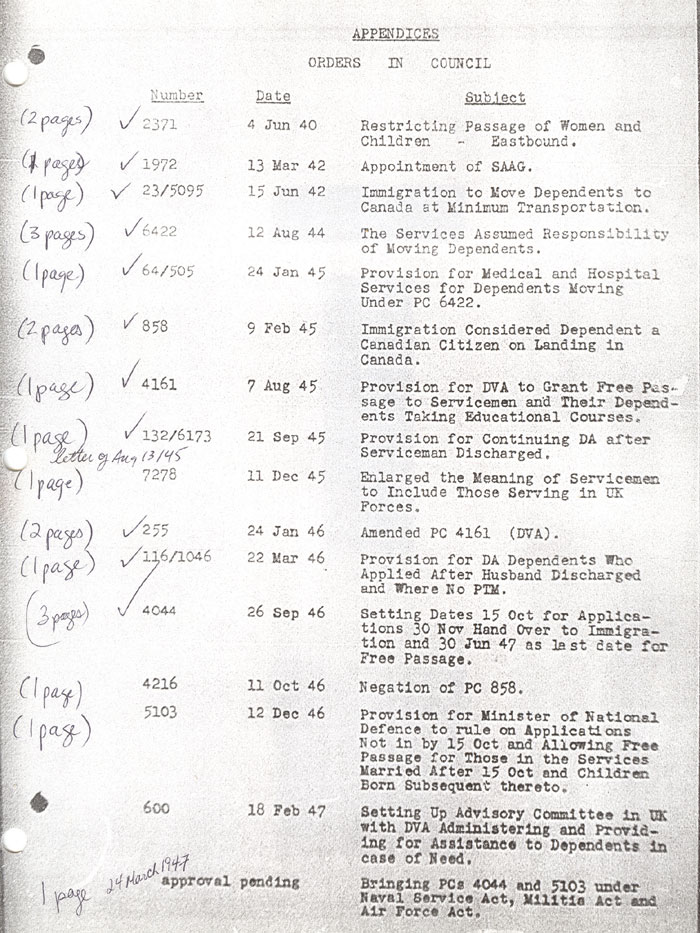 APPENDICES
ORDERS IN COUNCIL
Number Date Subject
(2 pages) ✓ 2371 4 Jun 40 Restricting Passage of Women and
Children - Eastbound.
(1 page) ✓ 1972 13 Mar 42 Appointment of SAAG.
(1 page) ✓ 23/5095 15 Jun 42 Immigration to Move Dependents to
Canada at Minimum Transportation.
(3 pages) ✓ 6422 12 Aug 44 The Services Assumed Responsibility
of Moving Dependents.
(1 page) ✓ 64/505 24 Jan 45 Provision for Medical and Hospital
Services for Dependents Moving
Under PC 6422.
(2 pages) ✓ 858 9 Feb 45 Immigration Considered Dependent a
Canadian Citizen on Landing in
Canada.
(1 page) ✓ 4161 7 Aug 45 Provision for DVA to Grant Free Pas-
sage to Servicemen and Their Depend-
ents Taking Educational Courses.
(1 page) ✓ 132/6173 21 Sep 45 Provision for Continuing DA after
Serviceman Discharged.
letter of Aug 13/45
(1 page) 7278 11 Dec 45 Enlarged the Meaning of Servicemen
to Include Those Serving in UK
Forces.
(2 pages) ✓ 255 24 Jan 46 Amended PC 4161 (DVA).
(1 page) ✓ 116/1046 22 Mar 46 Provision for DA Dependents Who
Applied After Husband Discharged
and Where No PTM.
(3 pages) ✓ 4044 26 Sep 46 Setting Dates 15 Oct for Applica-
tions 30 Nov Hand Over to Immigra-
tion and 30 Jun 47 as last date for
Free Passage.
(1 page) 4216 11 Oct 46 Negation of PC 858.
(1 page) 5103 12 Dec 46 Provision for Minister of National
Defence to rule on Applications
Not in by 15 Oct and Allowing Free
Passage for Those in the Services
Married After 15 Oct and Children
Born Subsequent thereto.
600 18 Feb 47 Setting Up Advisory Committee in UK
with DVA Administering and Provid-
ing for Assistance to Dependents in
case of Need.
1 page 24 March 1947 approval pending Bringing PCs 4044 and 5103 under
Naval Service Act, Militia Act and
Air Force Act.